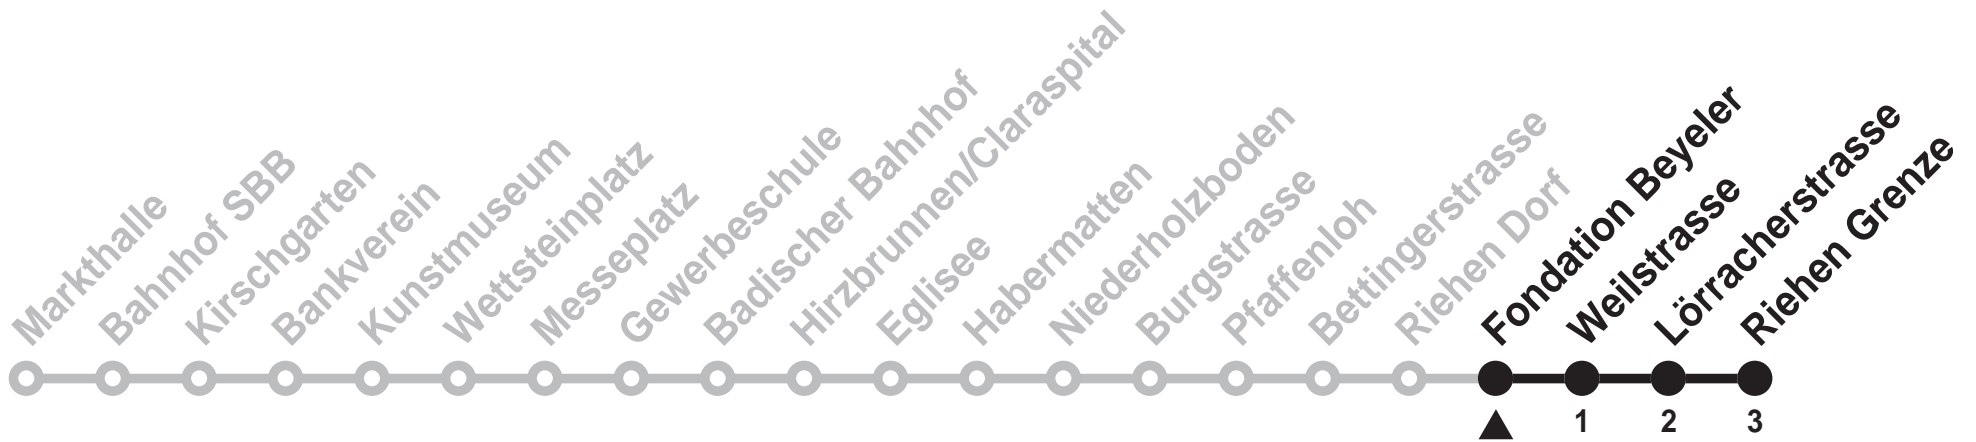 Markthalle
Bahnhof SBB
Kirschgarten
Bankverein
Kunstmuseum
Wettsteinplatz
Messeplatz
Gewerbeschule
Badischer Bahnhof
Hirzbrunnen/Claraspital
Eglisee
Habermatten
Niederholzboden
Burgstrasse
Pfaffenloh
Bettingerstrasse
Riehen Dorf
Fondation Beyeler
Weilstrasse
Lörracherstrasse
Riehen Grenze
1 2 3